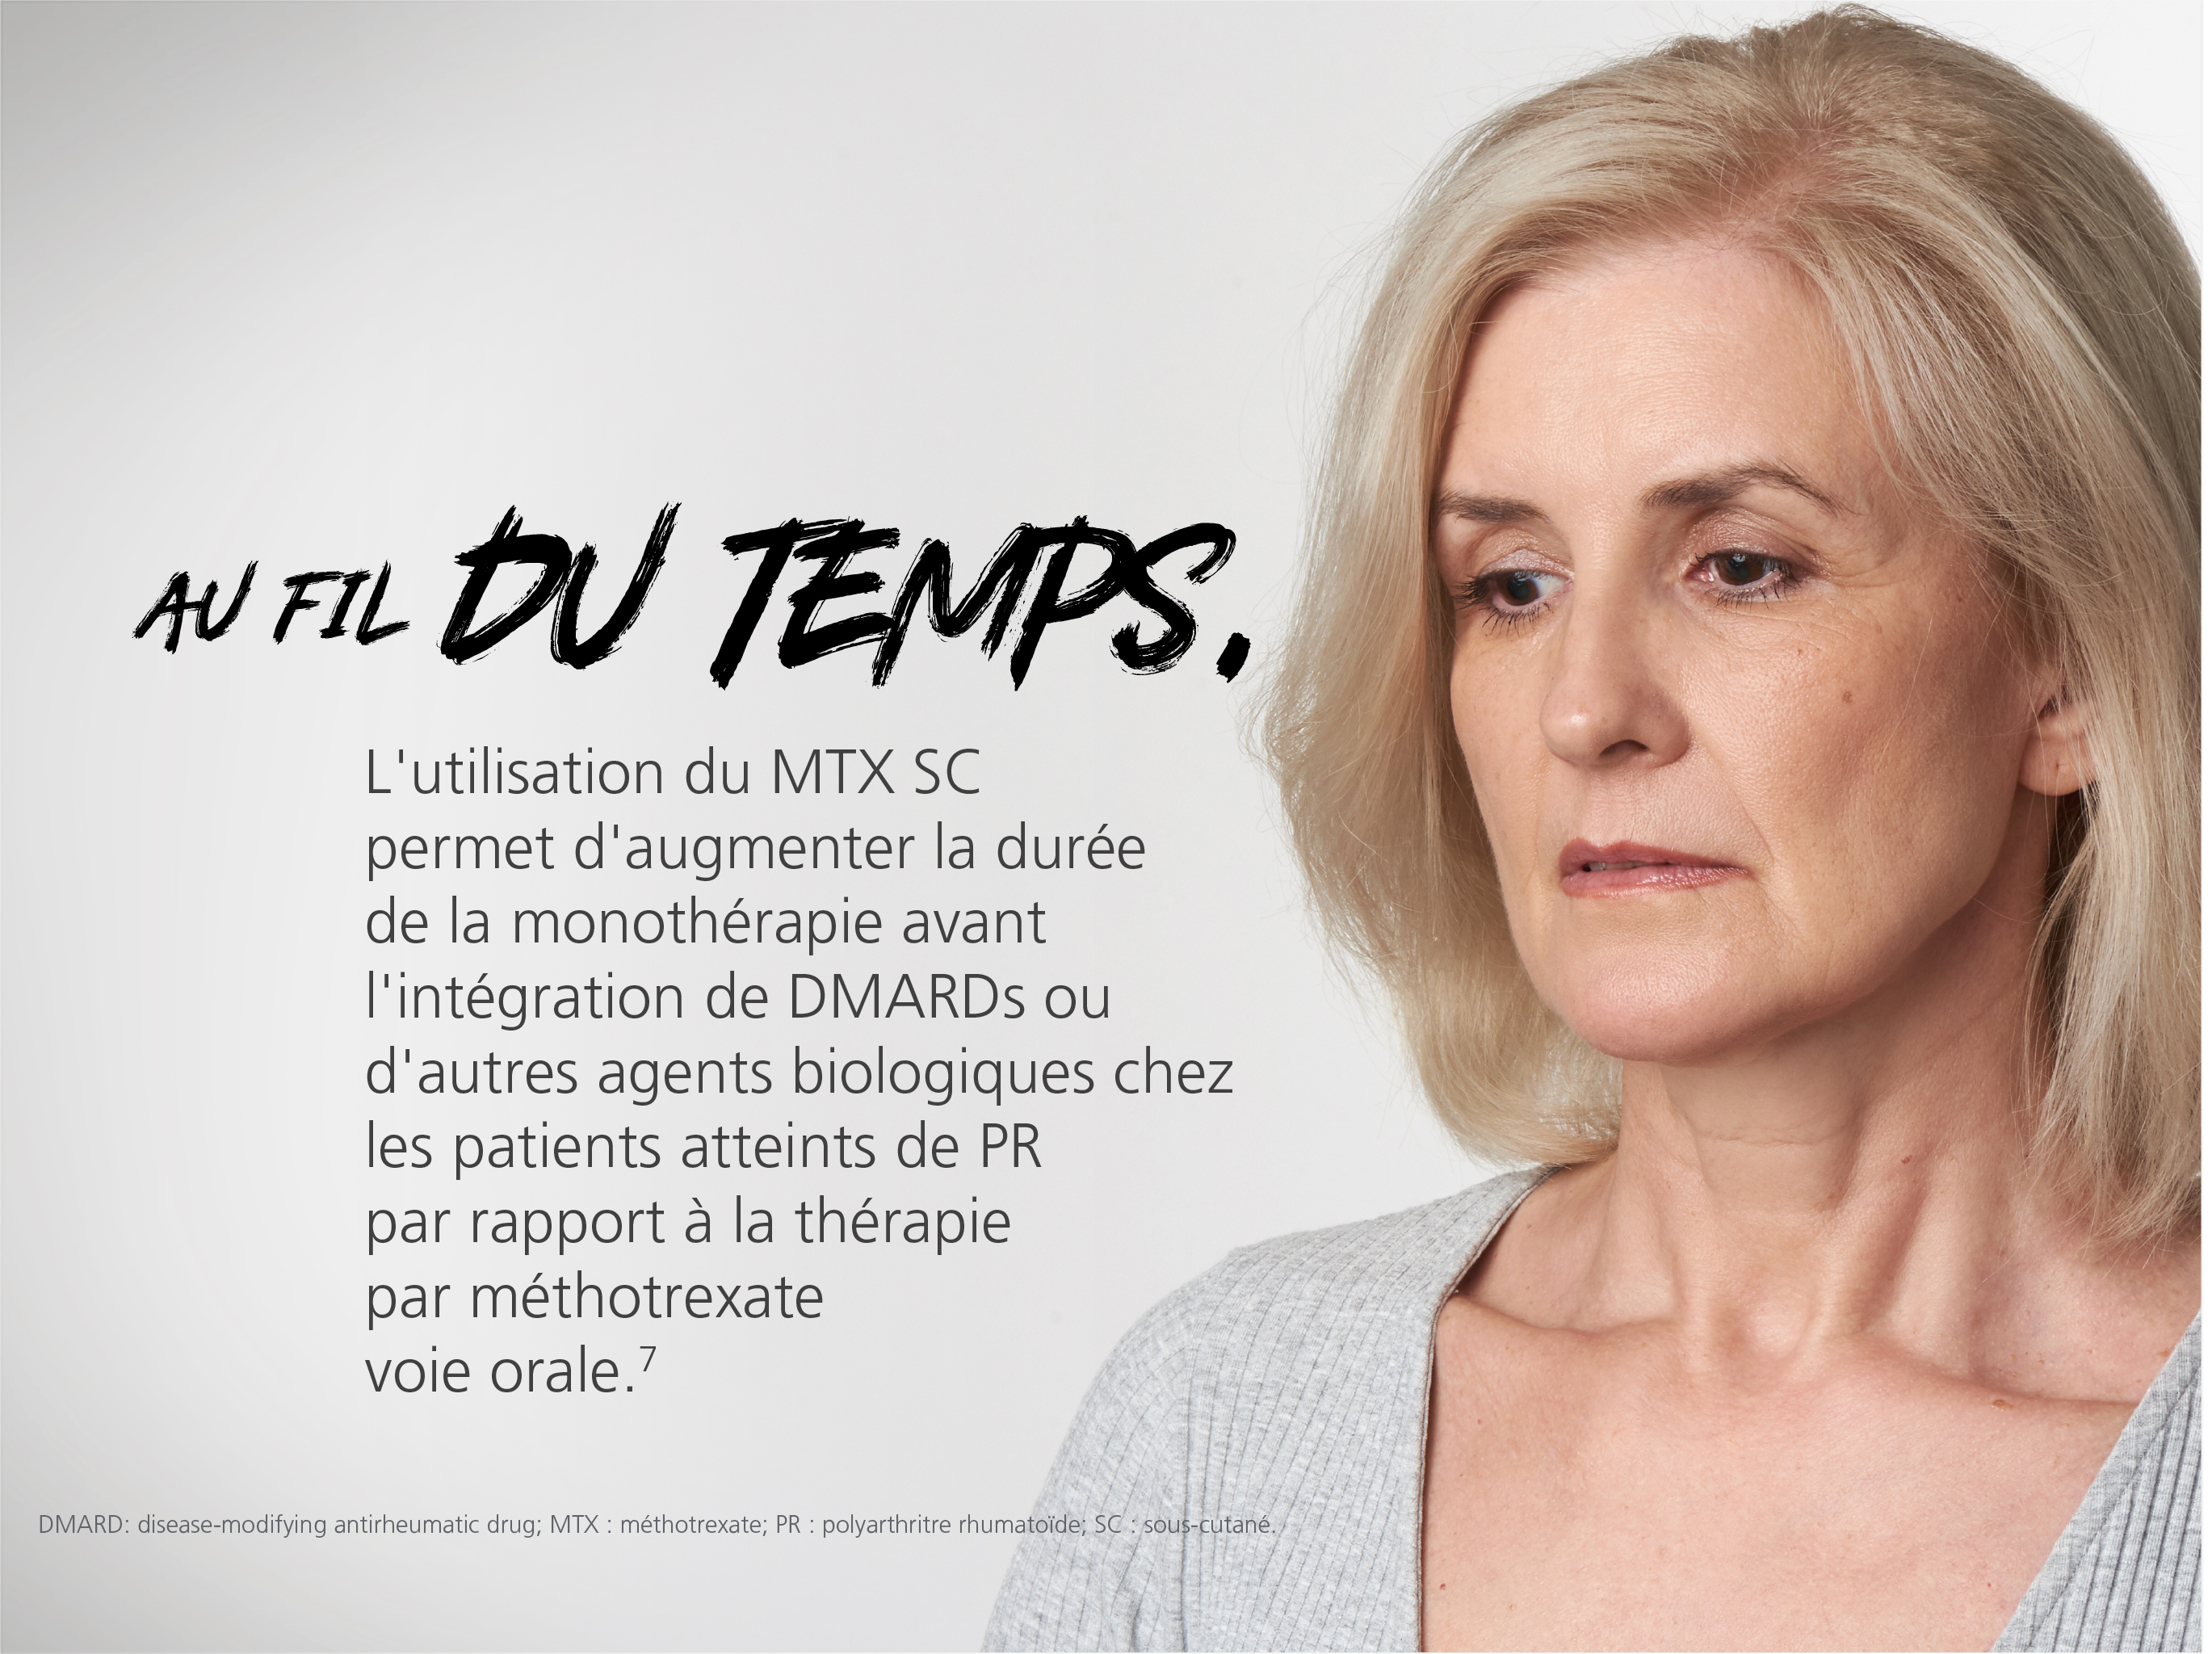 AU FIL DU TEMPS.
L'utilisation du MTX SC
permet d'augmenter la durée
de la monothérapie avant
l'intégration de DMARDs ou
d'autres agents biologiques chez
les patients atteints de PR
par rapport à la thérapie
par méthotrexate
voie orale.⁷
DMARD: disease-modifying antirheumatic drug; MTX : méthotrexate; PR : polyarthritre rhumatoïde; SC : sous-cutané.